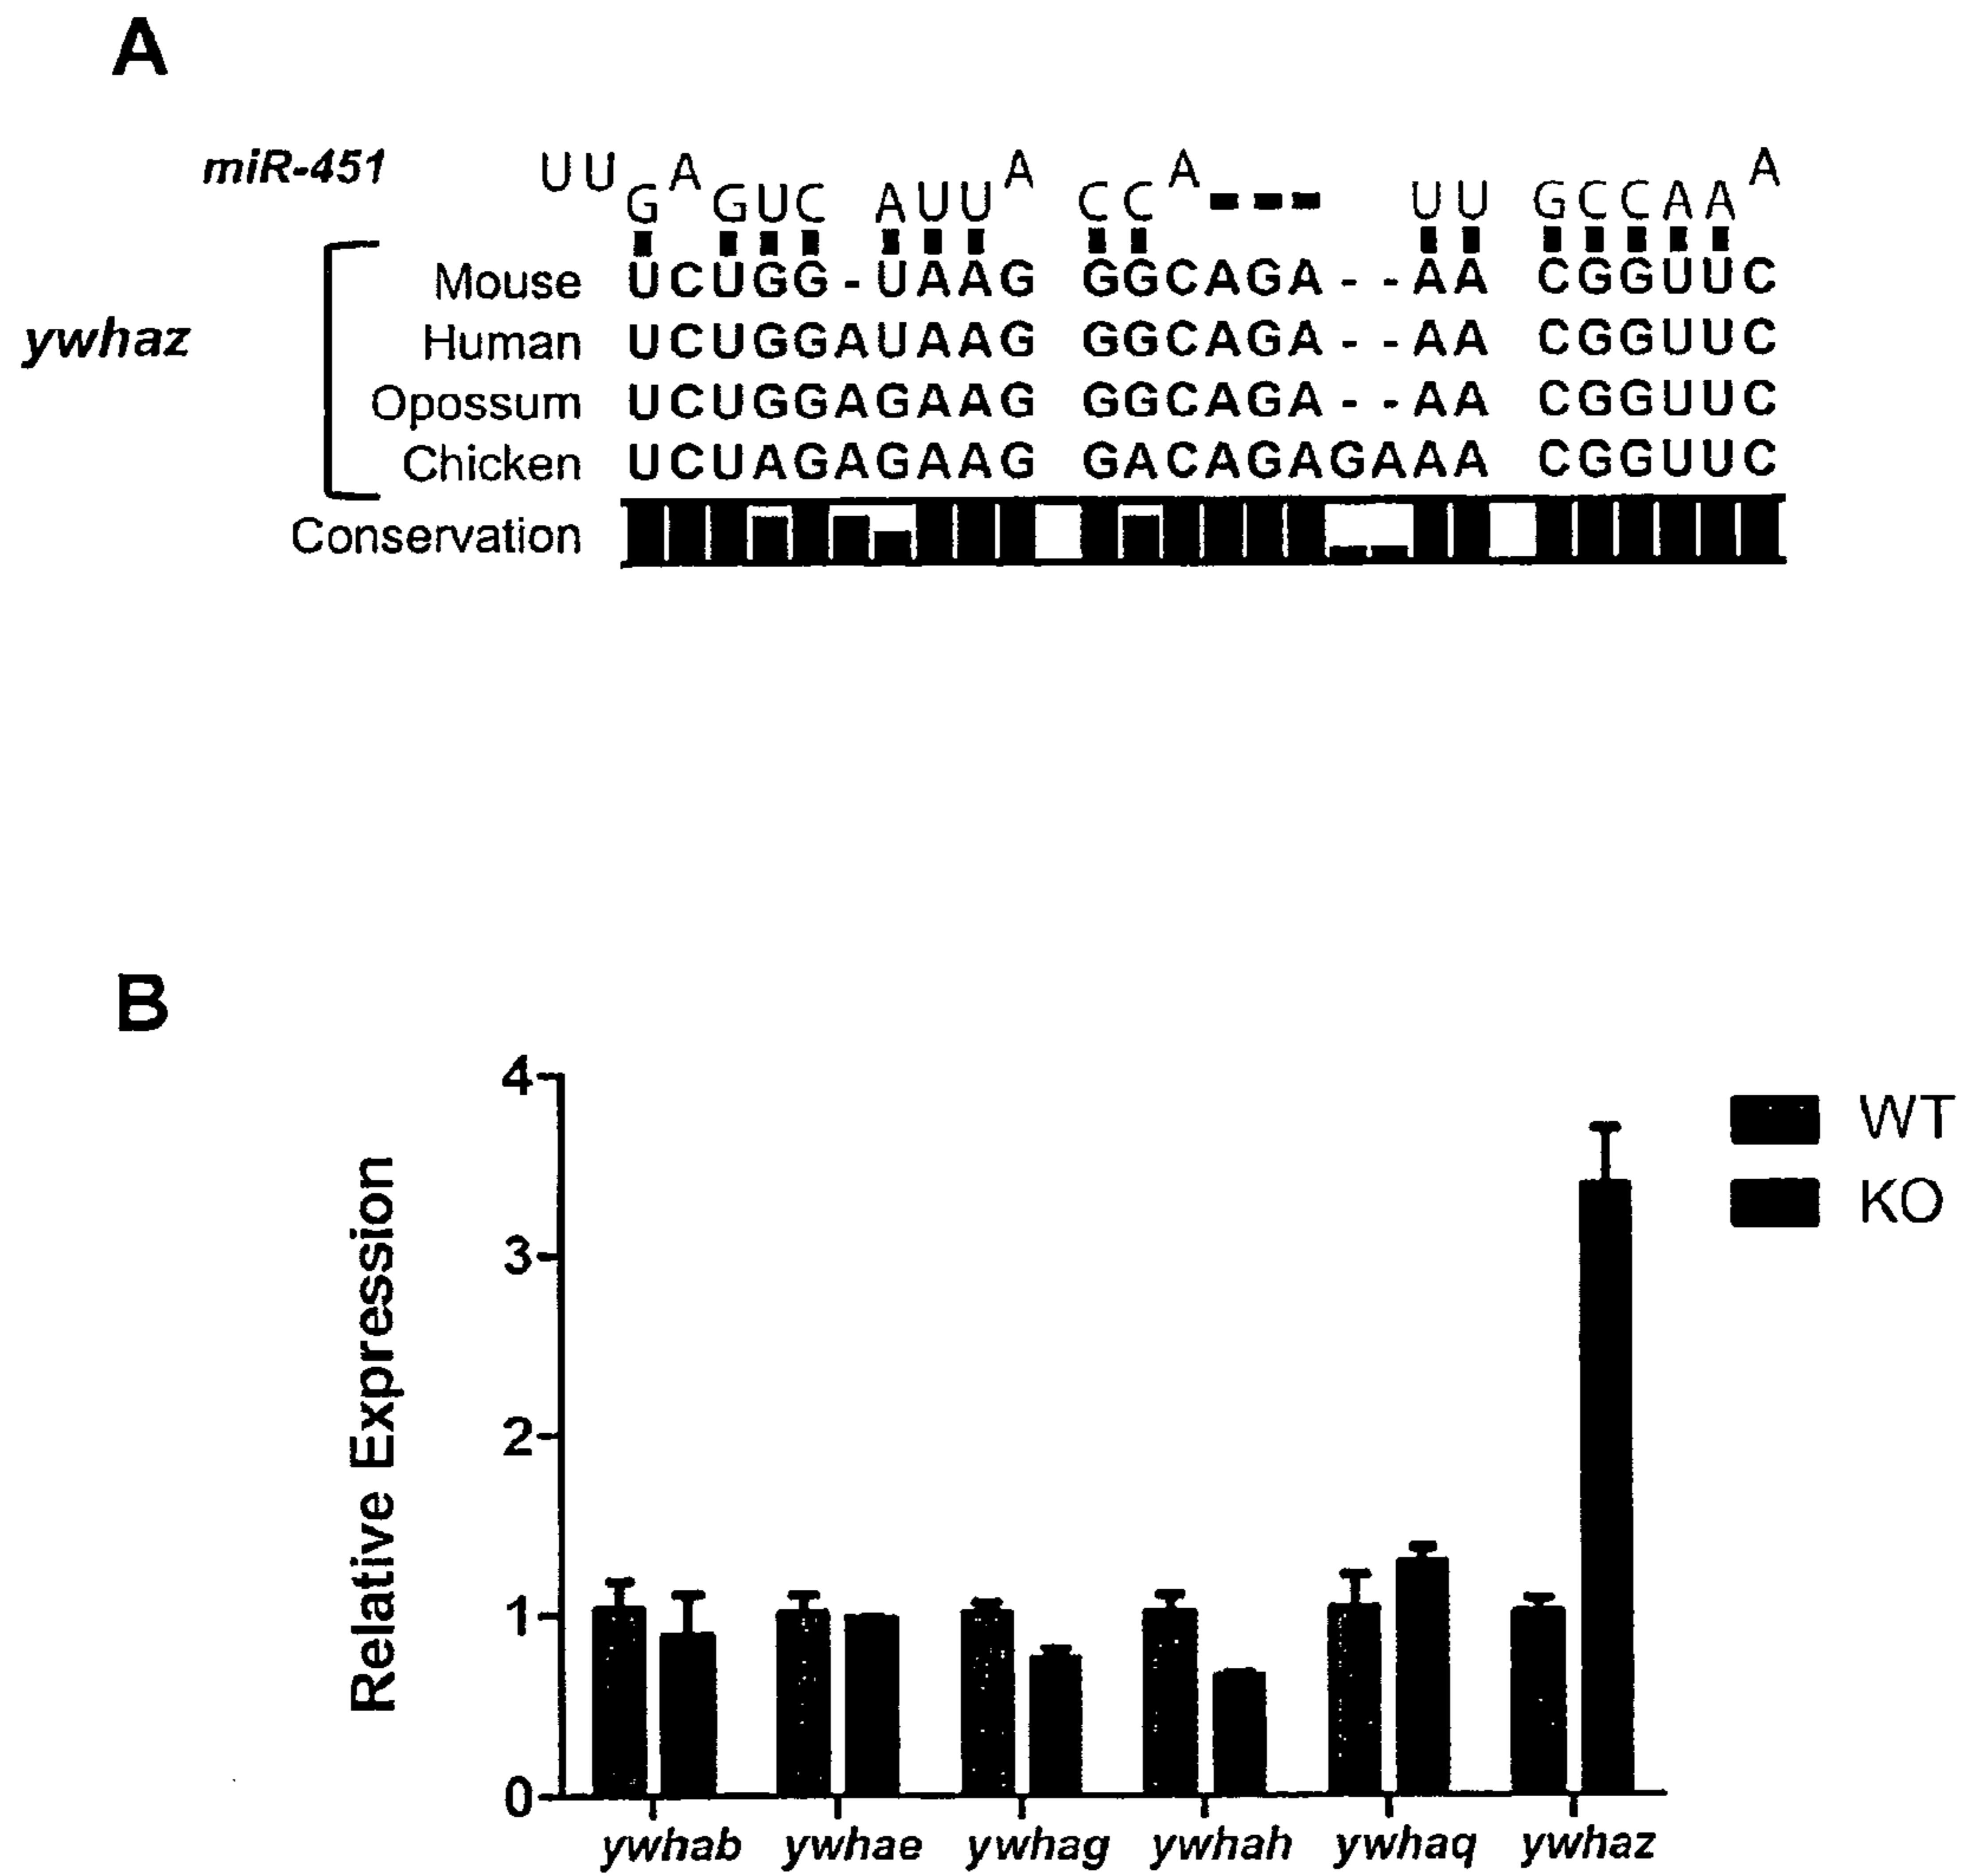 A
miR-451 UU G A GUC AUU A CC A --- UU GCCAA A
Mouse UCUGG-UAAG GGCAGA--AA CGGUUC
ywhaz
Human UCUGGAUAAG GGCAGA--AA CGGUUC
Opossum UCUGGAGAAG GGCAGA--AA CGGUUC
Chicken UCUAGAGAAG GACAGAGAAA CGGUUC
Conservation
B
Relative Expression
4
3
2
1
0
WT
KO
ywhab ywhae ywhag ywhah ywhaq ywhaz